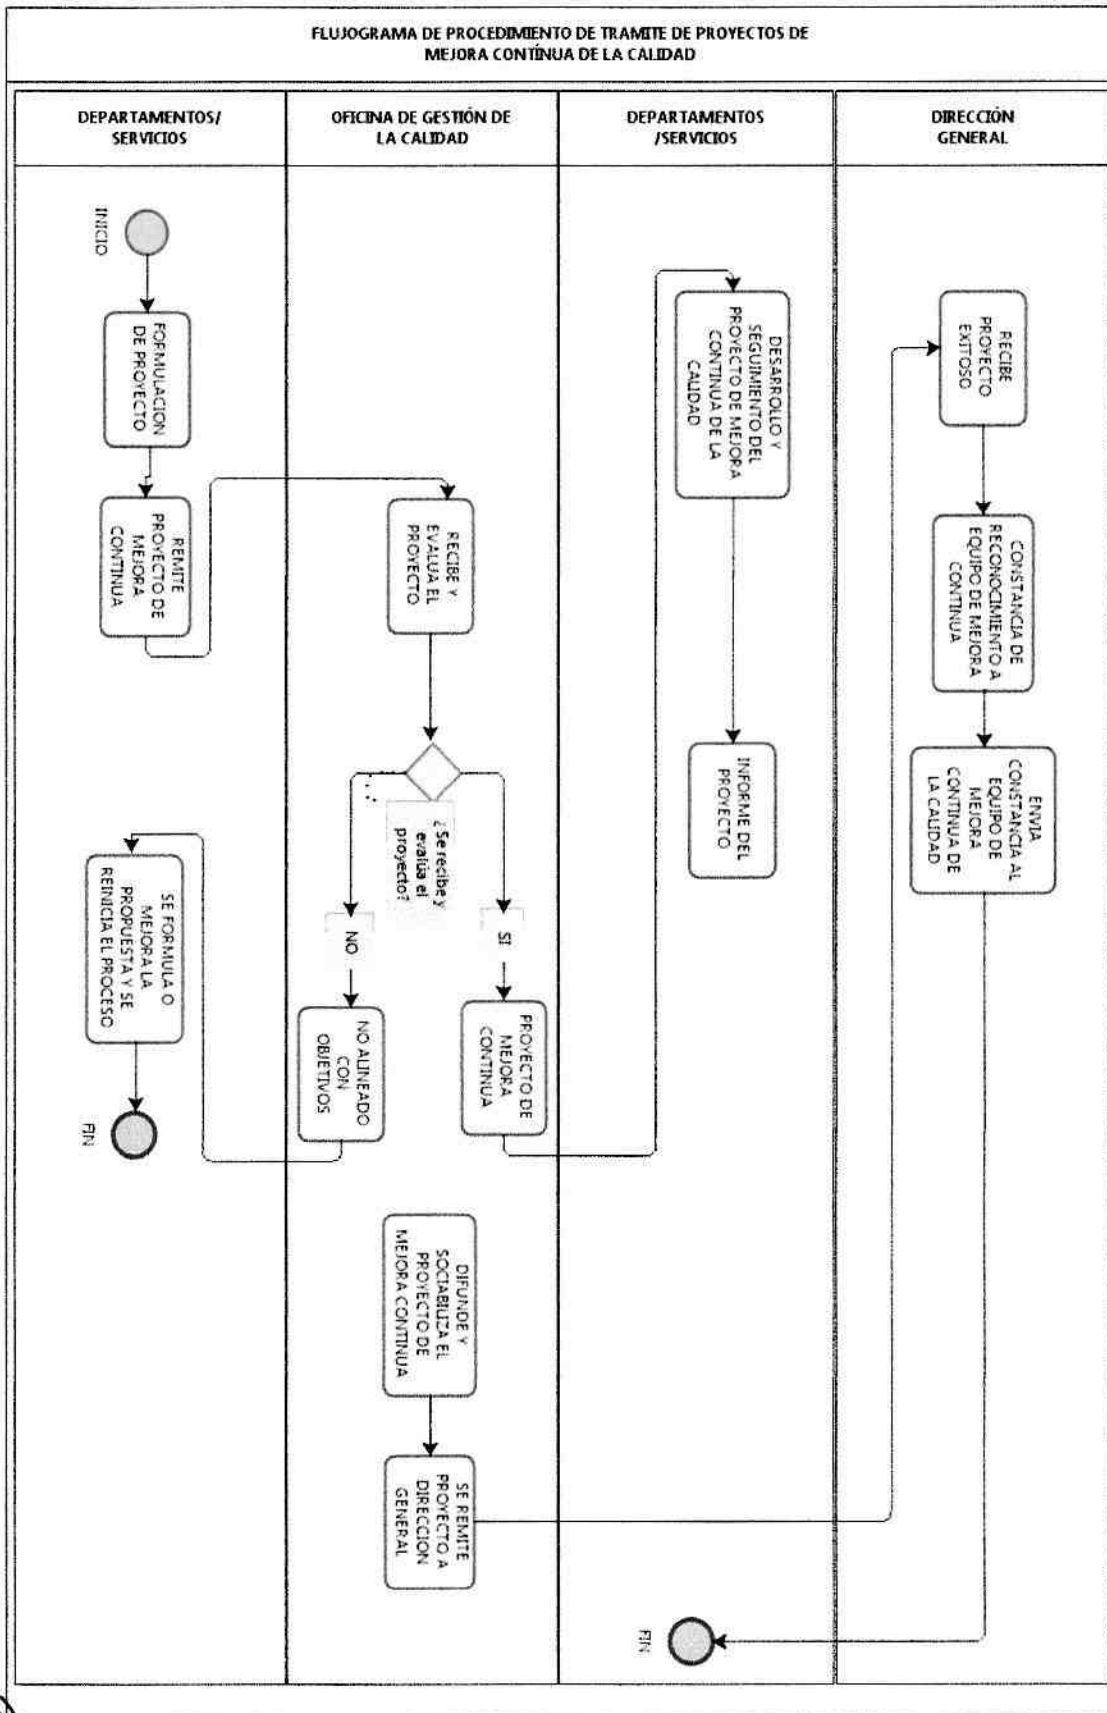 FLUJOGRAMA DE PROCEDIMIENTO DE TRAMITE DE PROYECTOS DE
MEJORA CONTÍNUA DE LA CALIDAD
DEPARTAMENTOS/
SERVICIOS
OFICINA DE GESTIÓN DE
LA CALIDAD
DEPARTAMENTOS
/SERVICIOS
DIRECCIÓN
GENERAL
INICIO
FORMULACION
DE PROYECTO
REMITE
PROYECTO DE
MEJORA
CONTINUA
SE FORMULA O
MEJORA LA
PROPUESTA Y SE
REINICIA EL PROCESO
FIN
RECIBE Y
EVALUA EL
PROYECTO
¿Se recibe y
evalúa el
proyecto?
SI
NO
PROYECTO DE
MEJORA
CONTINUA
NO ALINEADO
CON
OBJETIVOS
DIFUNDE Y
SOCIABILIZA EL
PROYECTO DE
MEJORA CONTINUA
SE REMITE
PROYECTO A
DIRECCION
GENERAL
DESARROLLO Y
SEGUIMIENTO DEL
PROYECTO DE MEJORA
CONTINUA DE LA
CALIDAD
INFORME DEL
PROYECTO
FIN
RECIBE
PROYECTO
EXITOSO
CONSTANCIA DE
RECONOCIMIENTO A
EQUIPO DE MEJORA
CONTINUA
ENVIA
CONSTANCIA AL
EQUIPO DE
MEJORA
CONTINUA DE
LA CALIDAD